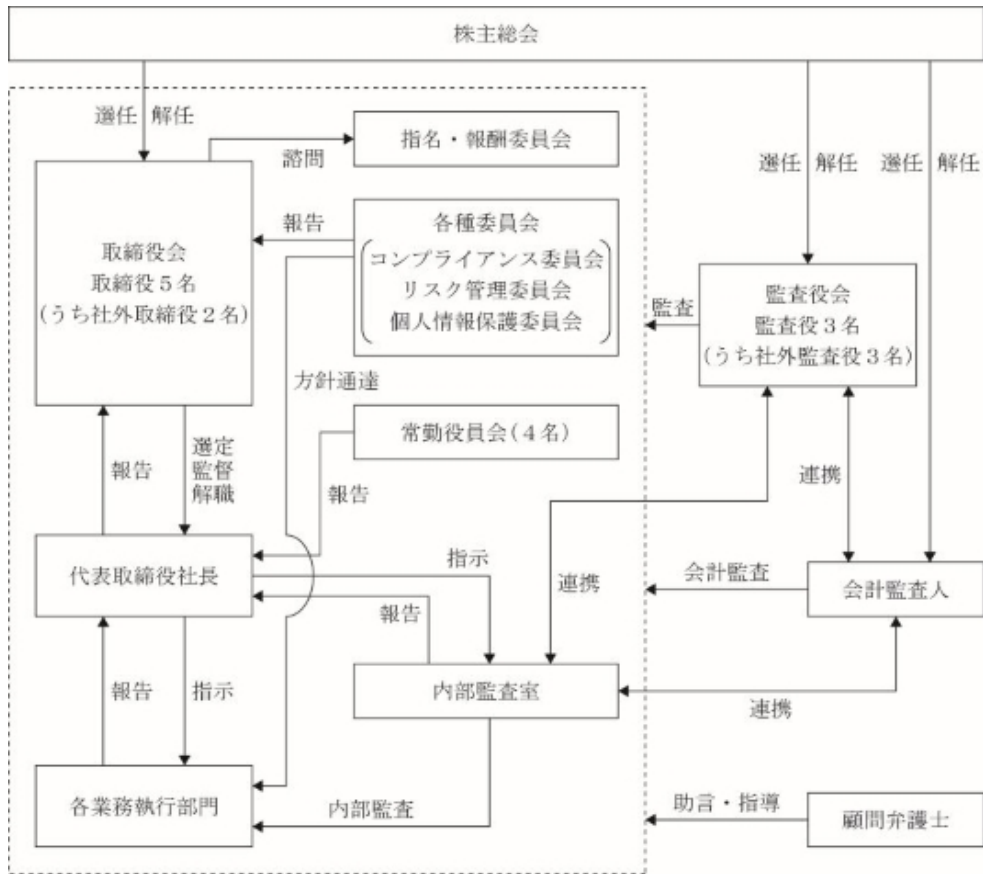 株主総会
選任 解任
諮問
指名・報酬委員会
選任 解任
選任 解任
取締役会
取締役5名
(うち社外取締役2名)
報告
各種委員会
コンプライアンス委員会
リスク管理委員会
個人情報保護委員会
監査
監査役会
監査役3名
(うち社外監査役3名)
方針通達
常勤役員会(4名)
報告
選定
監督
解職
報告
連携
代表取締役社長
指示
報告
連携
会計監査
会計監査人
報告
指示
内部監査室
連携
各業務執行部門
内部監査
助言・指導
顧問弁護士